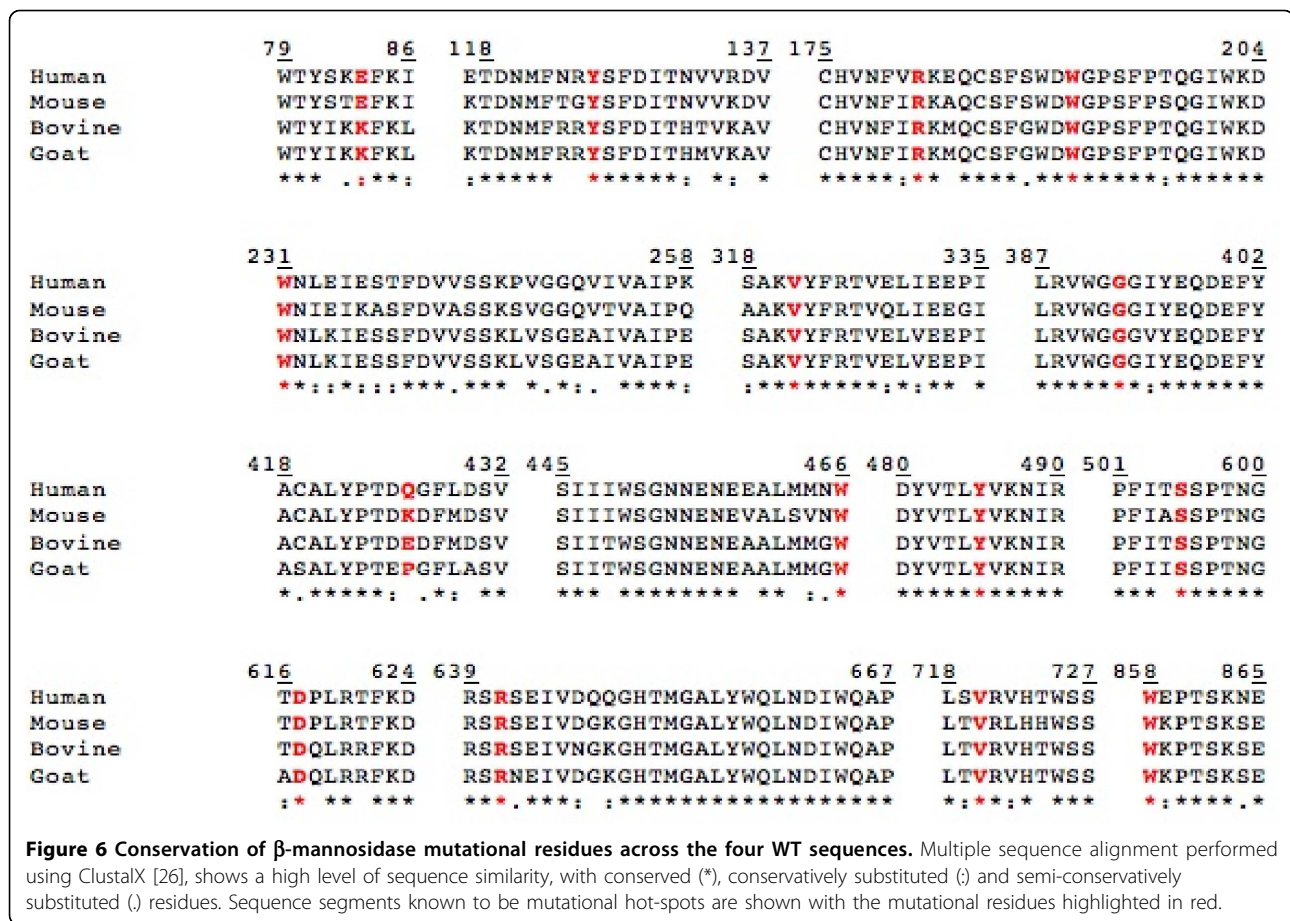 79 86 118 137 175 204
Human WTYSKEFKI ETDNMFNRYSFDITNVVRDV CHVNFVRKEQCSFSWDWGPSFPTQGIWKD
Mouse WTYSTEFKI KTDNMFTGYSFDITNVVKDV CHVNFIRKAQCSFSWDWGPSFPSQGIWKD
Bovine WTYIKKFKL KTDNMFRRYSFDITHTVKAV CHVNFIRKMQCSFGWDWGPSFPTQGIWKD
Goat WTYIKKFKL KTDNMFRRYSFDITHMVKAV CHVNFIRKMQCSFGWDWGPSFPTQGIWKD
*** .:**: :***** *******: *: * *****:** ****.********:*******
231 258 318 335 387 402
Human WNLEIESTFDVVSSKPVGGQVIVAIPK SAKVYFRTVELIEEPI LRVWGGGIYEQDEFY
Mouse WNIEIKASFDVASSKSVGGQVTVAIPQ AAKVYFRTVQLIEEGI LRVWGGGIYEQDEFY
Bovine WNLKIESSFDVVSSKLVSGEAIVAIPE SAKVYFRTVELVEEPI LRVWGGGVYEQDEFY
Goat WNLKIESSFDVVSSKLVSGEAIVAIPE SAKVYFRTVELVEEPI LRVWGGGIYEQDEFY
**::*:::***.*** *.*:. **** :*********:*:** * *******:********
418 432 445 466 480 490 501 600
Human ACALYPTDQGFLDSV SIIIWSGNNENEEALMMNW DYVTLYVKNIR PFITSSPTNG
Mouse ACALYPTDKDFMDSV SIIIWSGNNENEVALSVNW DYVTLYVKNIR PFIASSPTNG
Bovine ACALYPTDEDFMDSV SIITWSGNNENEAALMMGW DYVTLYVKNIR PFITSSPTNG
Goat ASALYPTEPGFLASV SIITWSGNNENEAALMMGW DYVTLYVKNIR PFIISSPTNG
*.*****: .*: ** *** ******** ** :.* *********** *** ******
616 624 639 667 718 727 858 865
Human TDPLRTFKD RSRSEIVDQQGHTMGALYWQLNDIWQAP LSVRVHTWSS WEPTSKNE
Mouse TDPLRTFKD RSRSEIVDGKGHTMGALYWQLNDIWQAP LTVRLHHWSS WKPTSKSE
Bovine TDQLRRFKD RSRSEIVNGKGHTMGALYWQLNDIWQAP LTVRVHTWSS WKPTSKSE
Goat ADQLRRFKD RSRNEIVDGKGHTMGALYWQLNDIWQAP LTVRVHTWSS WKPTSKSE
:* ** *** ***.***: :***************** *:**:* *** *:****.*
Figure 6 Conservation of β-mannosidase mutational residues across the four WT sequences. Multiple sequence alignment performed
using ClustalX [26], shows a high level of sequence similarity, with conserved (*), conservatively substituted (:) and semi-conservatively
substituted (.) residues. Sequence segments known to be mutational hot-spots are shown with the mutational residues highlighted in red.